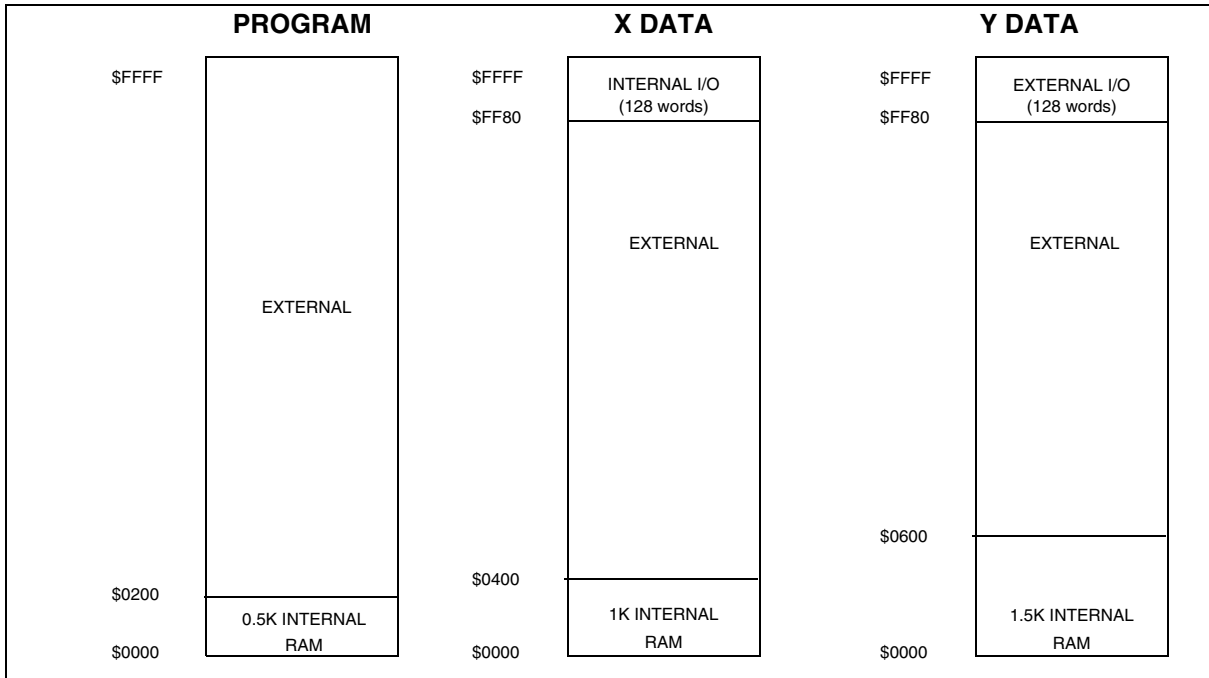 PROGRAM
$FFFF
EXTERNAL
$0200
0.5K INTERNAL
RAM
$0000
X DATA
$FFFF
INTERNAL I/O
(128 words)
$FF80
EXTERNAL
$0400
1K INTERNAL
RAM
$0000
Y DATA
$FFFF
EXTERNAL I/O
(128 words)
$FF80
EXTERNAL
$0600
1.5K INTERNAL
RAM
$0000